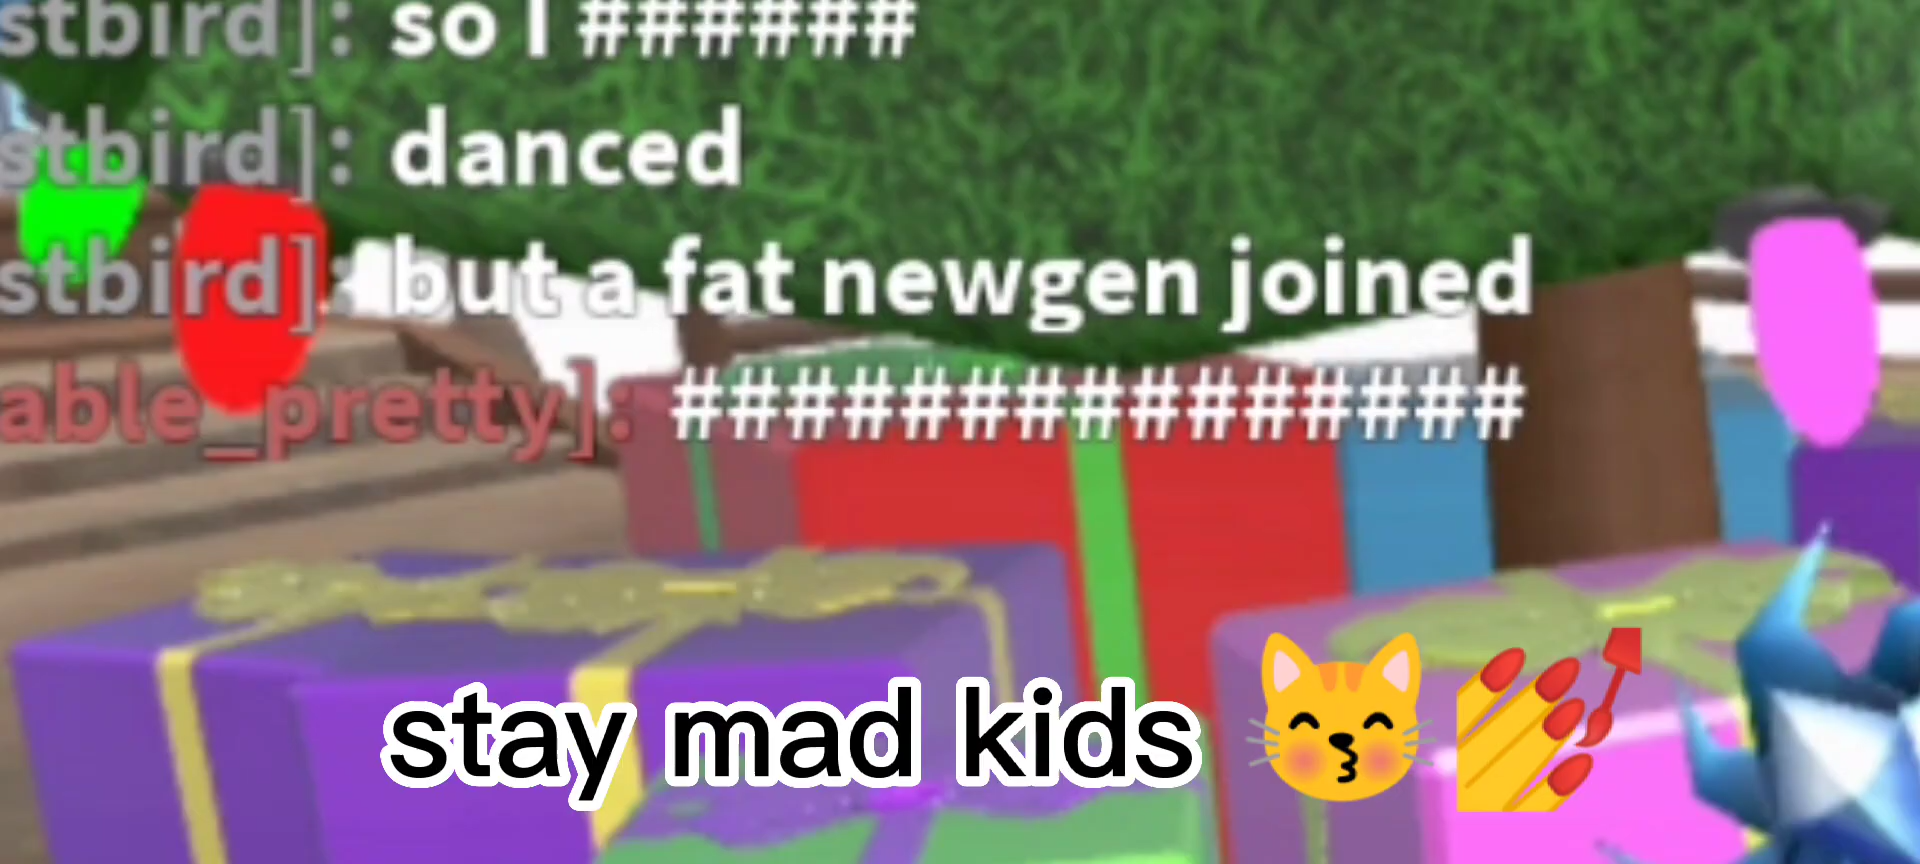 stbird]: so I ######
stbird]: danced
stbird]: but a fat newgen joined
able_pretty]: ###############
stay mad kids 😽💅